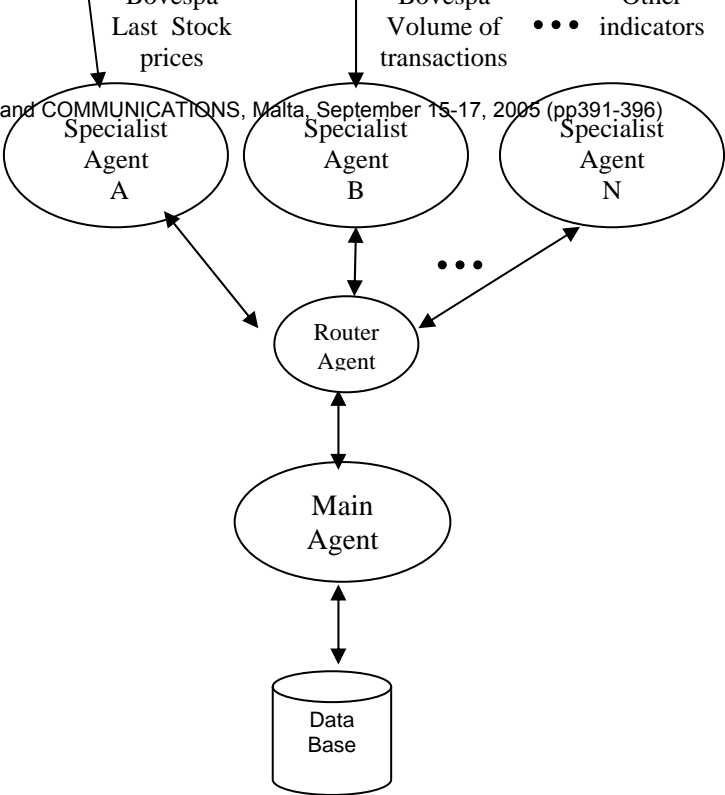 Bovespa
Last Stock
prices
Bovespa
Volume of
transactions
••• Other
indicators
and COMMUNICATIONS, Malta, September 15-17, 2005 (pp391-396)
Specialist
Agent
A
Specialist
Agent
B
Specialist
Agent
N
•••
Router
Agent
Main
Agent
Data
Base